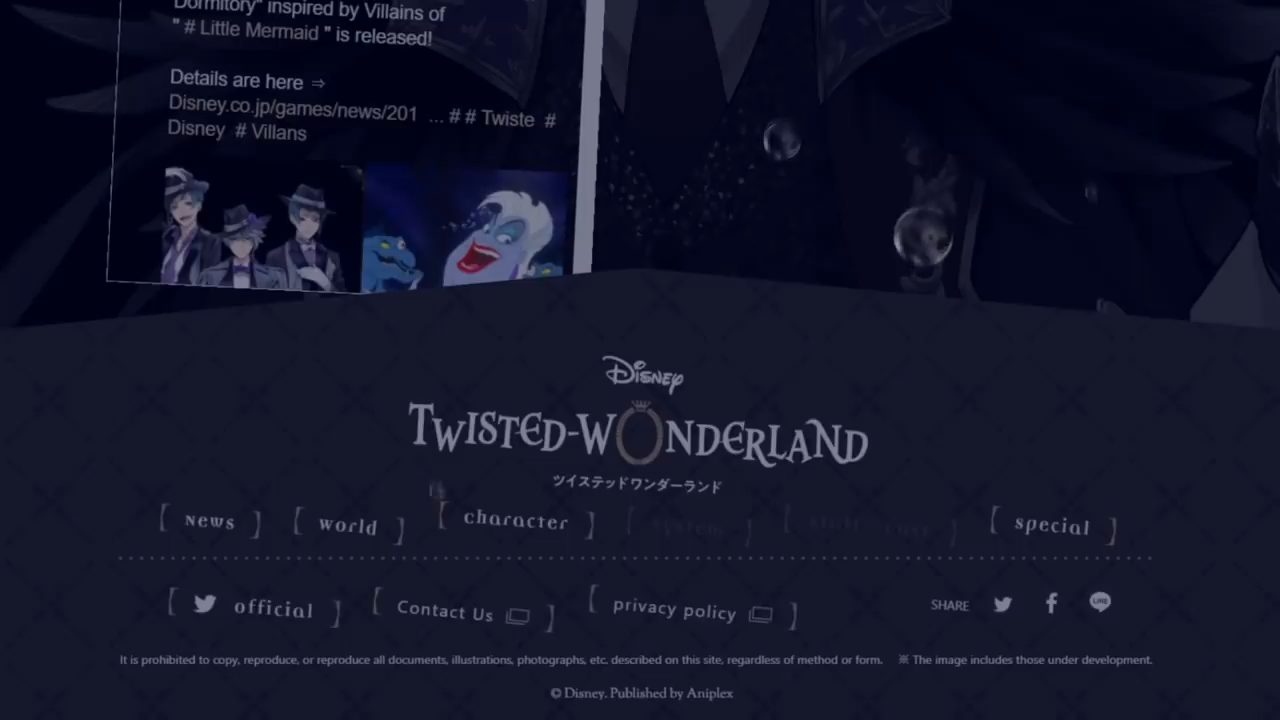 Dormitory" inspired by Villains of
" # Little Mermaid " is released!
Details are here ⇒
Disney.co.jp/games/news/201 ... # # Twiste #
Disney # Villans
Disney
Twisted-Wonderland
ツイステッドワンダーランド
news
world
character
system
staff cast
special
official
Contact Us
privacy policy
SHARE
LINE
It is prohibited to copy, reproduce, or reproduce all documents, illustrations, photographs, etc. described on this site, regardless of method or form. ※ The image includes those under development.
© Disney. Published by Aniplex